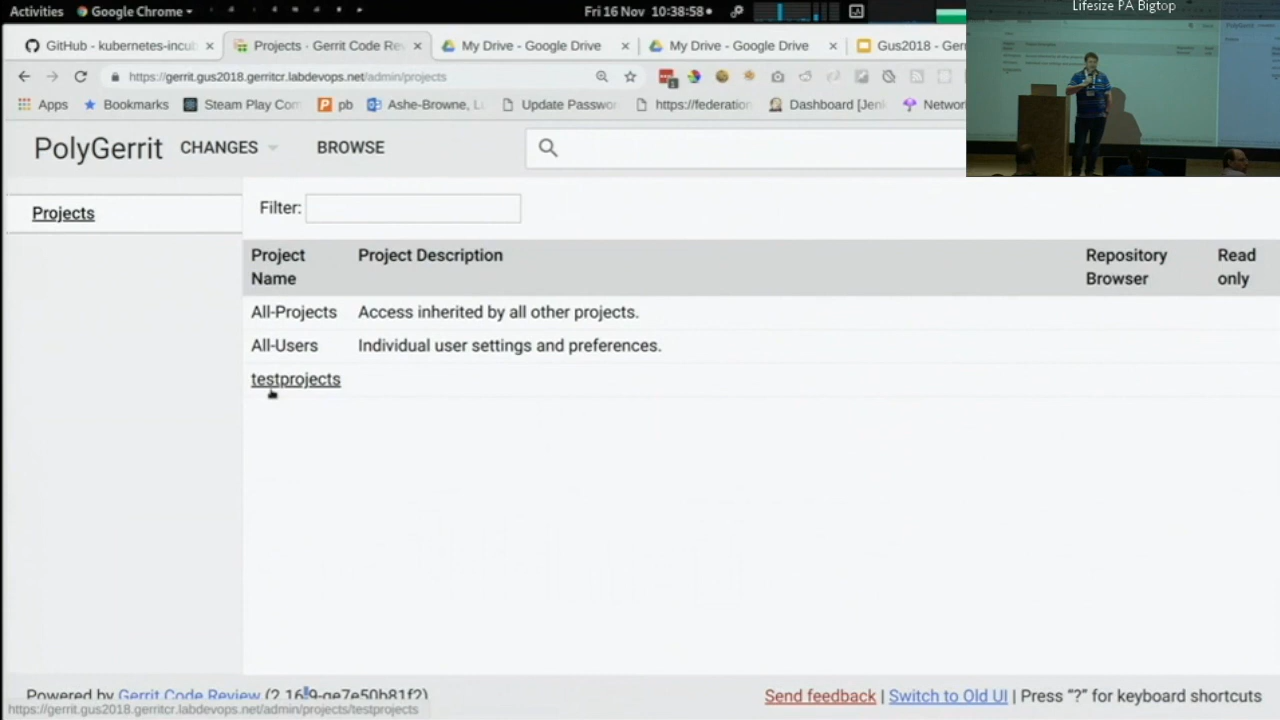 Activities Google Chrome Fri 16 Nov 10:38:58
Lifesize PA Bigtop
GitHub - kubernetes-incub Projects · Gerrit Code Rev My Drive - Google Drive My Drive - Google Drive Gus2018 - Ger
https://gerrit.gus2018.gerritcr.labdevops.net/admin/projects
Apps Bookmarks Steam Play Com pb Ashe-Browne, L Update Passwo https://federation Dashboard [Jenk Network
PolyGerrit CHANGES BROWSE
Projects
Filter:
Project Name Project Description Repository Browser Read only
All-Projects Access inherited by all other projects.
All-Users Individual user settings and preferences.
testprojects
Powered by Gerrit Code Review
Send feedback | Switch to Old UI | Press “?” for keyboard shortcuts
https://gerrit.gus2018.gerritcr.labdevops.net/admin/projects/testprojects